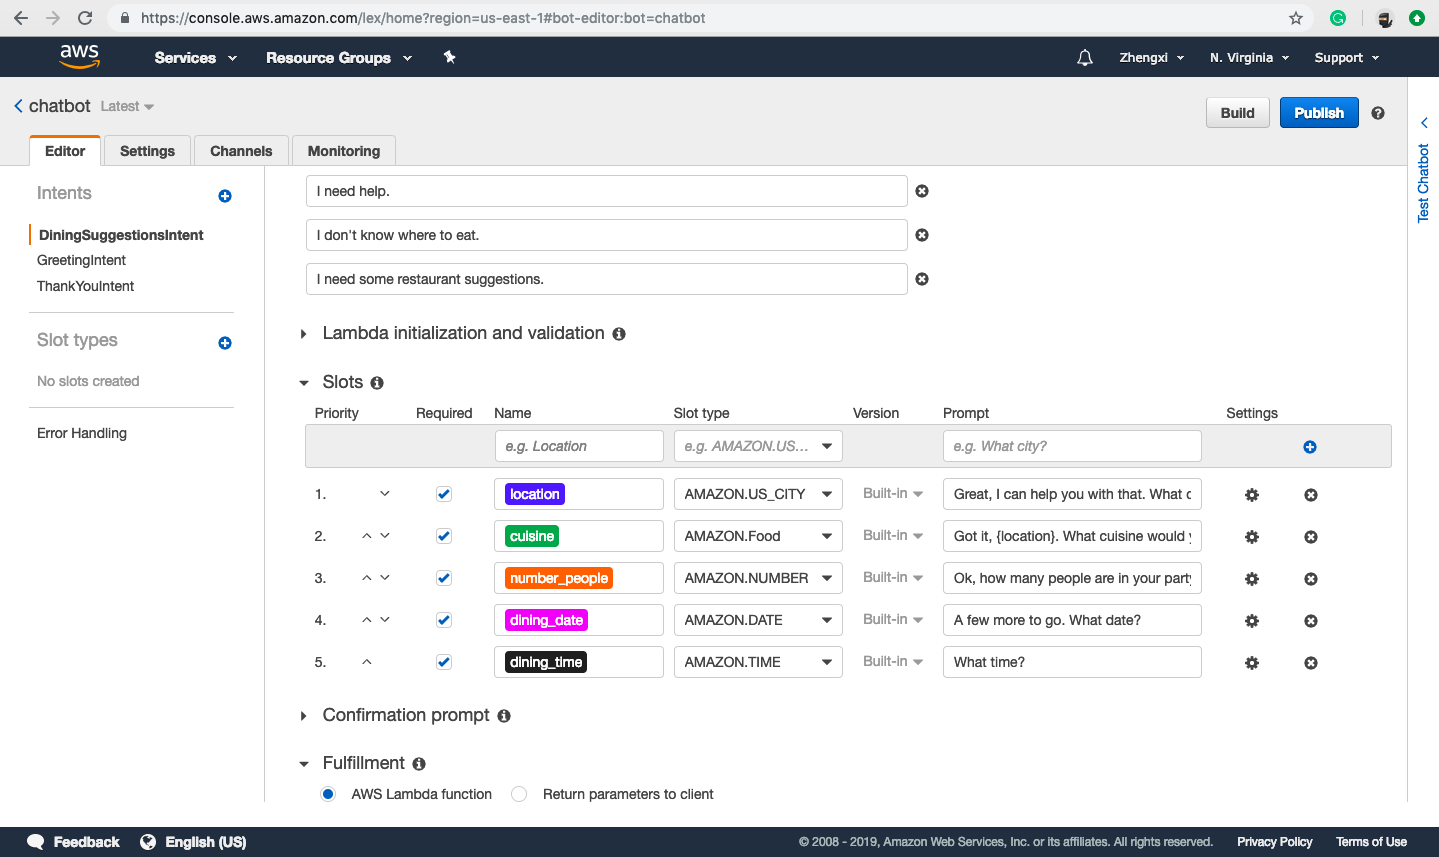 https://console.aws.amazon.com/lex/home?region=us-east-1#bot-editor:bot=chatbot
aws Services Resource Groups Zhengxi N. Virginia Support
chatbot Latest Build Publish
Editor Settings Channels Monitoring
Test Chatbot
Intents
DiningSuggestionsIntent
GreetingIntent
ThankYouIntent
Slot types
No slots created
Error Handling
I need help.
I don't know where to eat.
I need some restaurant suggestions.
Lambda initialization and validation
Slots
Priority Required Name Slot type Version Prompt Settings
e.g. Location e.g. AMAZON.US... e.g. What city?
1. location AMAZON.US_CITY Built-in Great, I can help you with that. What
2. cuisine AMAZON.Food Built-in Got it, {location}. What cuisine would
3. number_people AMAZON.NUMBER Built-in Ok, how many people are in your party
4. dining_date AMAZON.DATE Built-in A few more to go. What date?
5. dining_time AMAZON.TIME Built-in What time?
Confirmation prompt
Fulfillment
AWS Lambda function Return parameters to client
Feedback English (US) © 2008 - 2019, Amazon Web Services, Inc. or its affiliates. All rights reserved. Privacy Policy Terms of Use